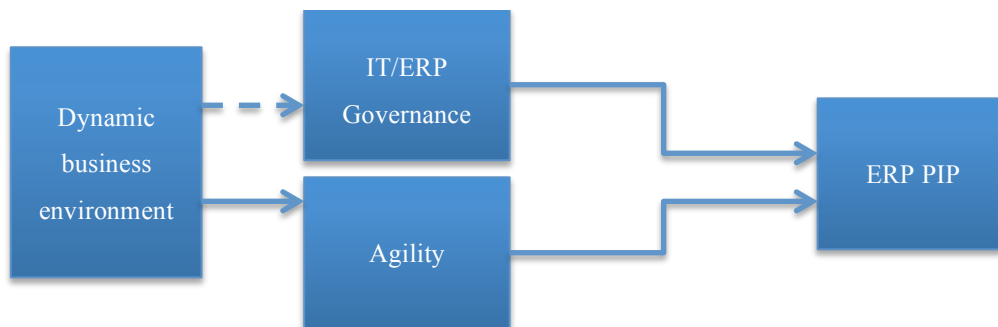 Dynamic
business
environment
IT/ERP
Governance
Agility
ERP PIP